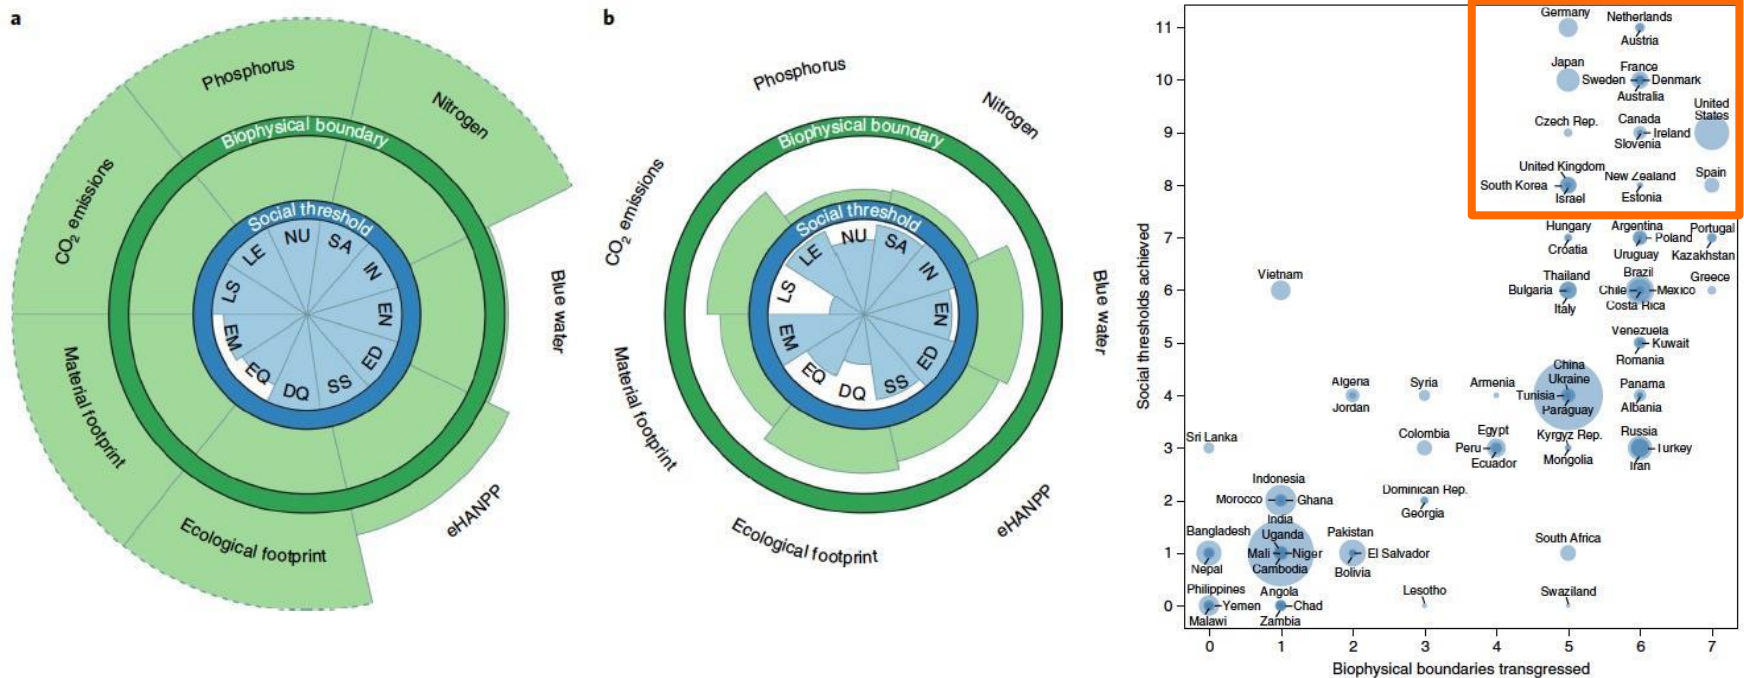 a
Phosphorus
Nitrogen
CO₂ emissions
Biophysical boundary
Social threshold
NU
SA
LE
IN
LS
EN
EM
ED
EQ
DQ
SS
Blue water
Material footprint
Ecological footprint
eHANPP
b
Phosphorus
Nitrogen
CO₂ emissions
Biophysical boundary
Social threshold
NU
SA
LE
IN
LS
EN
EM
ED
EQ
DQ
SS
Blue water
Material footprint
Ecological footprint
eHANPP
Social thresholds achieved
11
10
9
8
7
6
5
4
3
2
1
0
Germany
Netherlands
Austria
Japan
France
Sweden
Denmark
Australia
United
States
Czech Rep.
Canada
Ireland
Slovenia
United Kingdom
South Korea
Israel
New Zealand
Estonia
Spain
Hungary
Croatia
Argentina
Poland
Uruguay
Portugal
Kazakhstan
Vietnam
Thailand
Bulgaria
Italy
Brazil
Chile
Mexico
Costa Rica
Greece
Venezuela
Kuwait
Romania
Algeria
Jordan
Syria
Armenia
China
Ukraine
Tunisia
Paraguay
Panama
Albania
Sri Lanka
Colombia
Egypt
Peru
Ecuador
Kyrgyz Rep.
Mongolia
Russia
Turkey
Iran
Indonesia
Morocco
Ghana
India
Dominican Rep.
Georgia
Bangladesh
Nepal
Uganda
Mali
Niger
Cambodia
Pakistan
El Salvador
Bolivia
South Africa
Philippines
Yemen
Malawi
Angola
Chad
Zambia
Lesotho
Swaziland
0
1
2
3
4
5
6
7
Biophysical boundaries transgressed